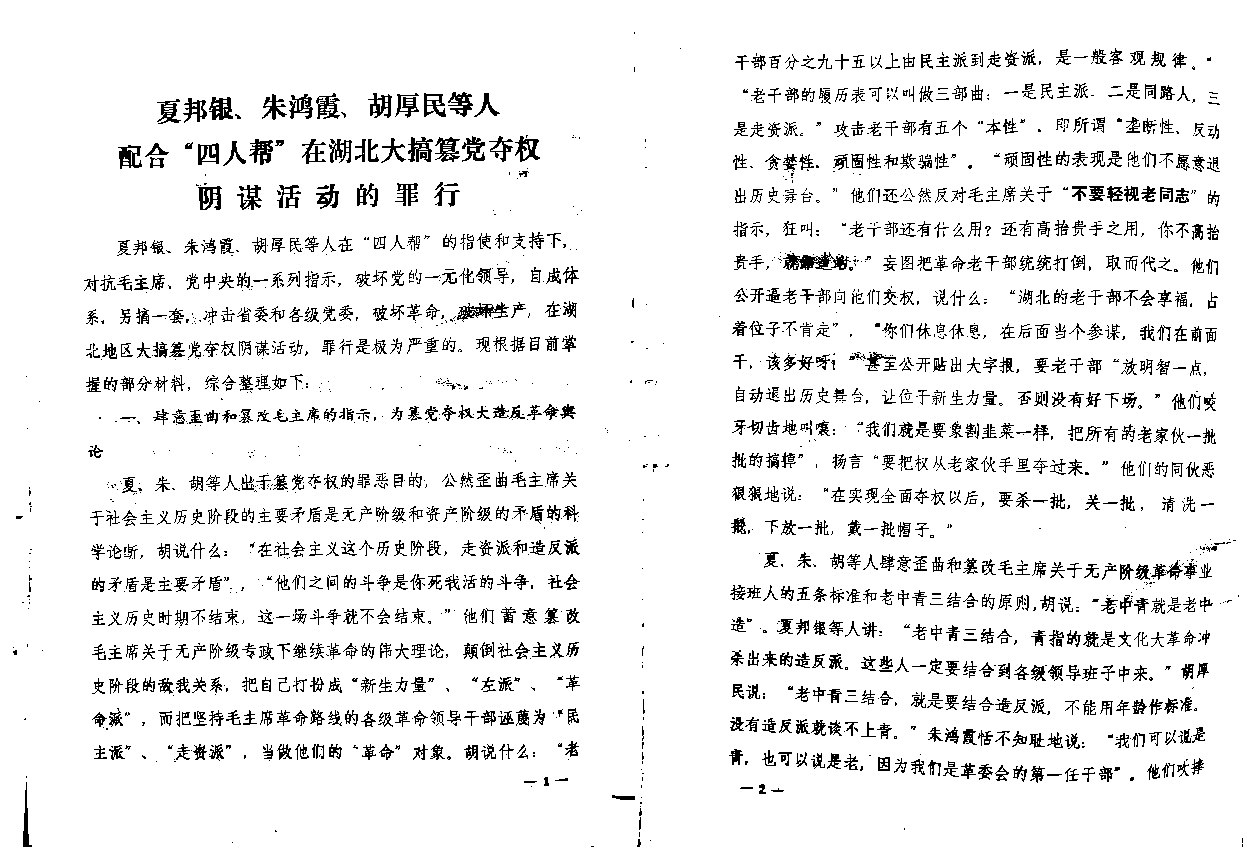 夏邦银、朱鸿霞、胡厚民等人
配合“四人帮”在湖北大搞篡党夺权
阴谋活动的罪行
夏邦银、朱鸿霞、胡厚民等人在“四人帮”的指使和支持下，
对抗毛主席、党中央的一系列指示，破坏党的一元化领导，自成体
系，另搞一套，冲击省委和各级党委，破坏革命，破坏生产，在湖
北地区大搞篡党夺权阴谋活动，罪行是极为严重的。现根据目前掌
握的部分材料，综合整理如下：
一、肆意歪曲和篡改毛主席的指示，为篡党夺权大造反革命舆
论
夏、朱、胡等人出于篡党夺权的罪恶目的，公然歪曲毛主席关
于社会主义历史阶段的主要矛盾是无产阶级和资产阶级的矛盾的科
学论断，胡说什么：“在社会主义这个历史阶段，走资派和造反派
的矛盾是主要矛盾”，“他们之间的斗争是你死我活的斗争，社会
主义历史时期不结束，这一场斗争就不会结束。”他们蓄意篡改
毛主席关于无产阶级专政下继续革命的伟大理论，颠倒社会主义历
史阶段的敌我关系，把自己打扮成“新生力量”、“左派”、“革
命派”，而把坚持毛主席革命路线的各级革命领导干部诬蔑为“民
主派”、“走资派”，当做他们的“革命”对象。胡说什么：“老
—1—
干部百分之九十五以上由民主派到走资派，是一般客观规律。”
“老干部的履历表可以叫做三部曲：一是民主派，二是同路人，三
是走资派。”攻击老干部有五个“本性”，即所谓“垄断性、反动
性、贪婪性、顽固性和欺骗性”。“顽固性的表现是他们不愿意退
出历史舞台。”他们还公然反对毛主席关于“不要轻视老同志”的
指示，狂叫：“老干部还有什么用？还有高抬贵手之用，你不高抬
贵手，就靠边站。”妄图把革命老干部统统打倒，取而代之。他们
公开逼老干部向他们交权，说什么：“湖北的老干部不会享福，占
着位子不肯定”，“你们休息休息，在后面当个参谋，我们在前面
干，该多好呀！”甚至公开贴出大字报，要老干部“放明智一点，
自动退出历史舞台，让位于新生力量。否则没有好下场。”他们咬
牙切齿地叫嚷：“我们就是要象割韭菜一样，把所有的老家伙一批
批的搞掉”，扬言“要把权从老家伙手里夺过来。”他们的同伙恶
狠狠地说：“在实现全面夺权以后，要杀一批，关一批，清洗一
批，下放一批，戴一批帽子。”
夏、朱、胡等人肆意歪曲和篡改毛主席关于无产阶级革命事业
接班人的五条标准和老中青三结合的原则，胡说：“老中青就是老中
造”。夏邦银等人讲：“老中青三结合，青指的就是文化大革命冲
杀出来的造反派。这些人一定要结合到各级领导班子中来。”胡厚
民说：“老中青三结合，就是要结合造反派，不能用年龄作标准。
没有造反派就谈不上青。”朱鸿霞恬不知耻地说：“我们可以说是
青，也可以说是老，因为我们是革委会的第一任干部”。他们吹捧
—2—